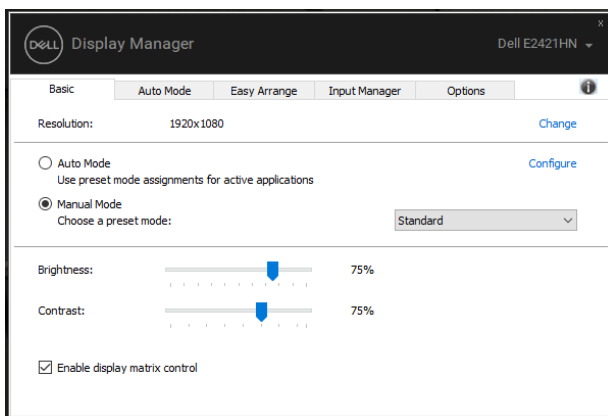 DELL Display Manager Dell E2421HN
x
Basic Auto Mode Easy Arrange Input Manager Options
Resolution: 1920x1080 Change
Auto Mode Configure
Use preset mode assignments for active applications
Manual Mode
Choose a preset mode: Standard
Brightness: 75%
Contrast: 75%
Enable display matrix control